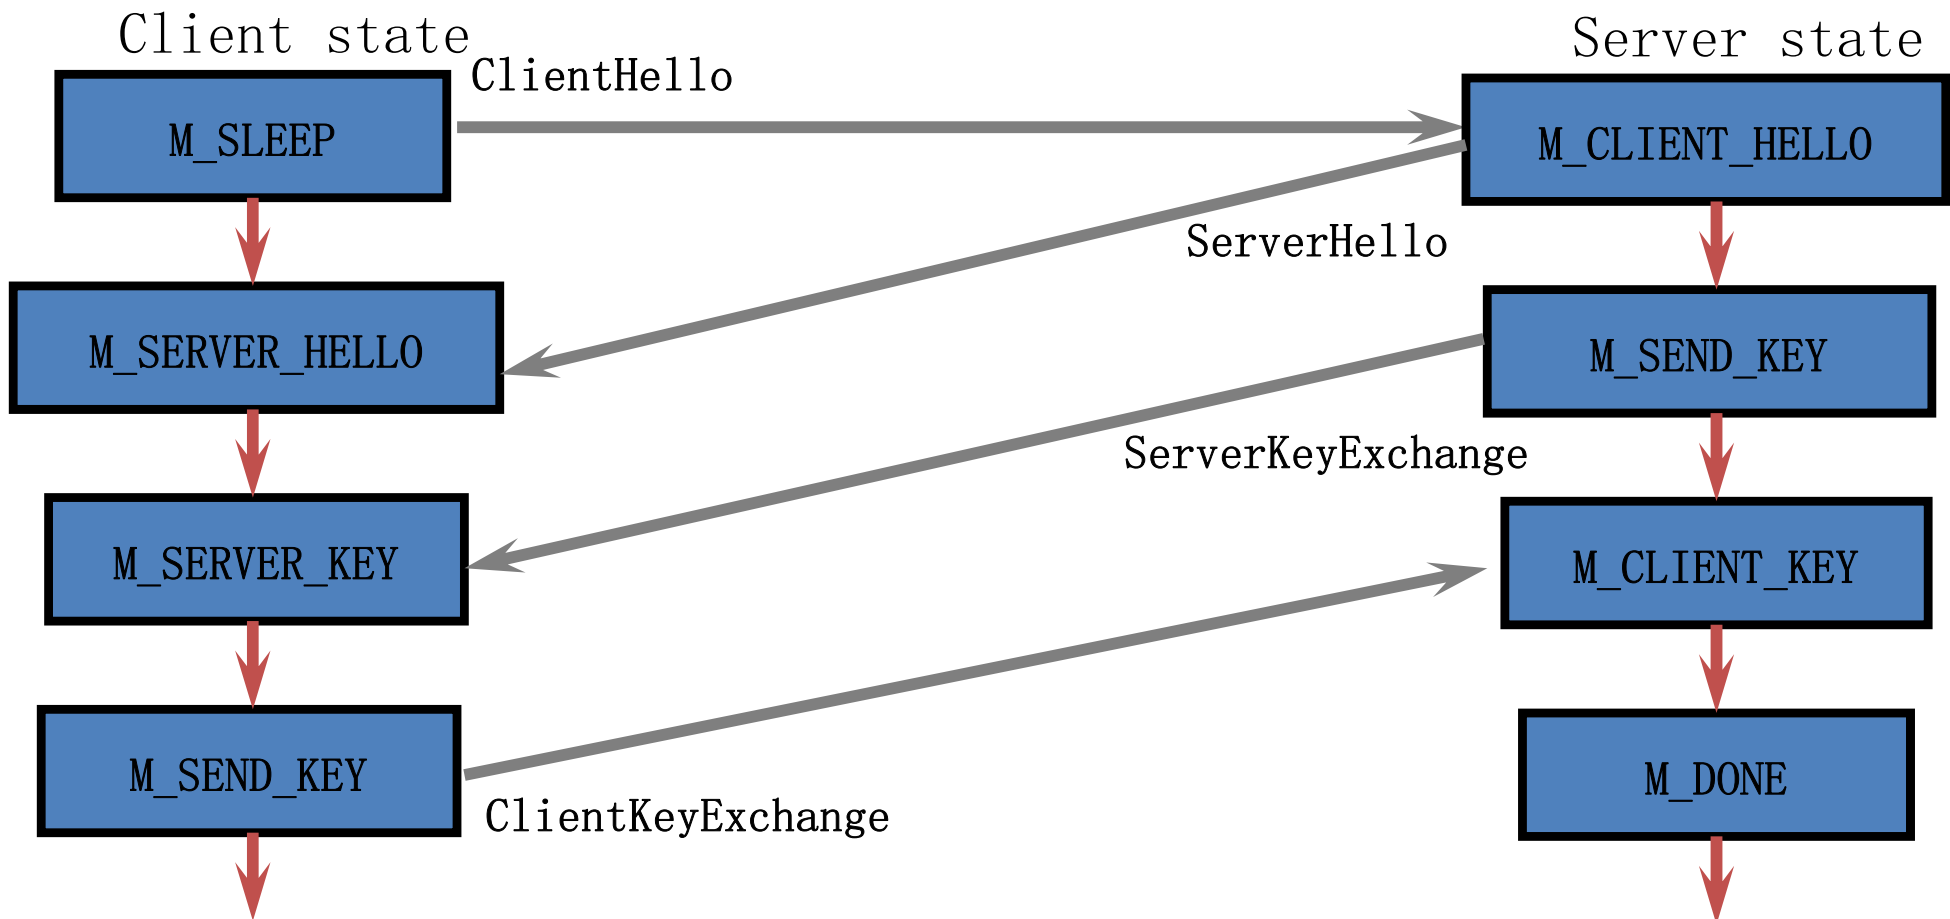 Client state
Server state
ClientHello
M_SLEEP
M_CLIENT_HELLO
ServerHello
M_SERVER_HELLO
M_SEND_KEY
ServerKeyExchange
M_SERVER_KEY
M_CLIENT_KEY
M_SEND_KEY
M_DONE
ClientKeyExchange